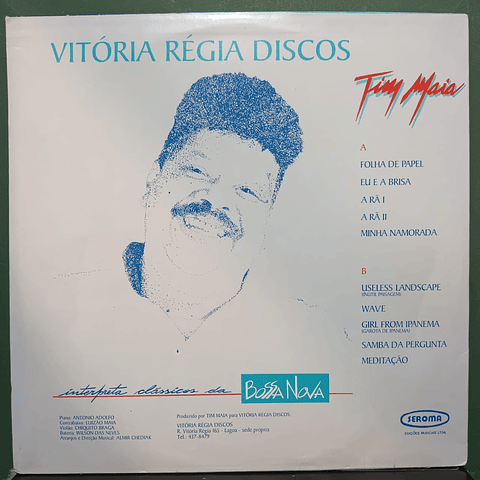 VITÓRIA RÉGIA DISCOS
Tim Maia
A
FOLHA DE PAPEL
EU E A BRISA
A RÃ I
A RÃ II
MINHA NAMORADA
B
USELESS LANDSCAPE
(INÚTIL PAISAGEM)
WAVE
GIRL FROM IPANEMA
(GAROTA DE IPANEMA)
SAMBA DA PERGUNTA
MEDITAÇÃO
interpreta clássicos da BOSSA NOVA
Piano: ANTONIO ADOLFO
Contrabaixo: LUIZÃO MAIA
Violão: CHIQUITO BRAGA
Bateria: WILSON DAS NEVES
Arranjos e Direção Musical: ALMIR CHEDIAK
Produzido por TIM MAIA para VITÓRIA RÉGIA DISCOS.
VITÓRIA RÉGIA DISCOS
R. Vitória Régia 165 - Lagoa - sede própria
Tel.: 437-8479
SEROMA
EDIÇÕES MUSICAIS LTDA.